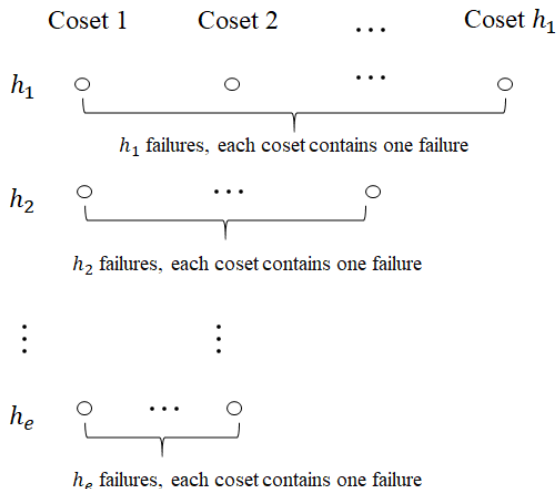 Coset 1 Coset 2 ... Coset h₁
h₁ ...
h₁ failures, each coset contains one failure
h₂ ...
h₂ failures, each coset contains one failure
⋮ ⋮
hₑ ...
hₑ failures, each coset contains one failure